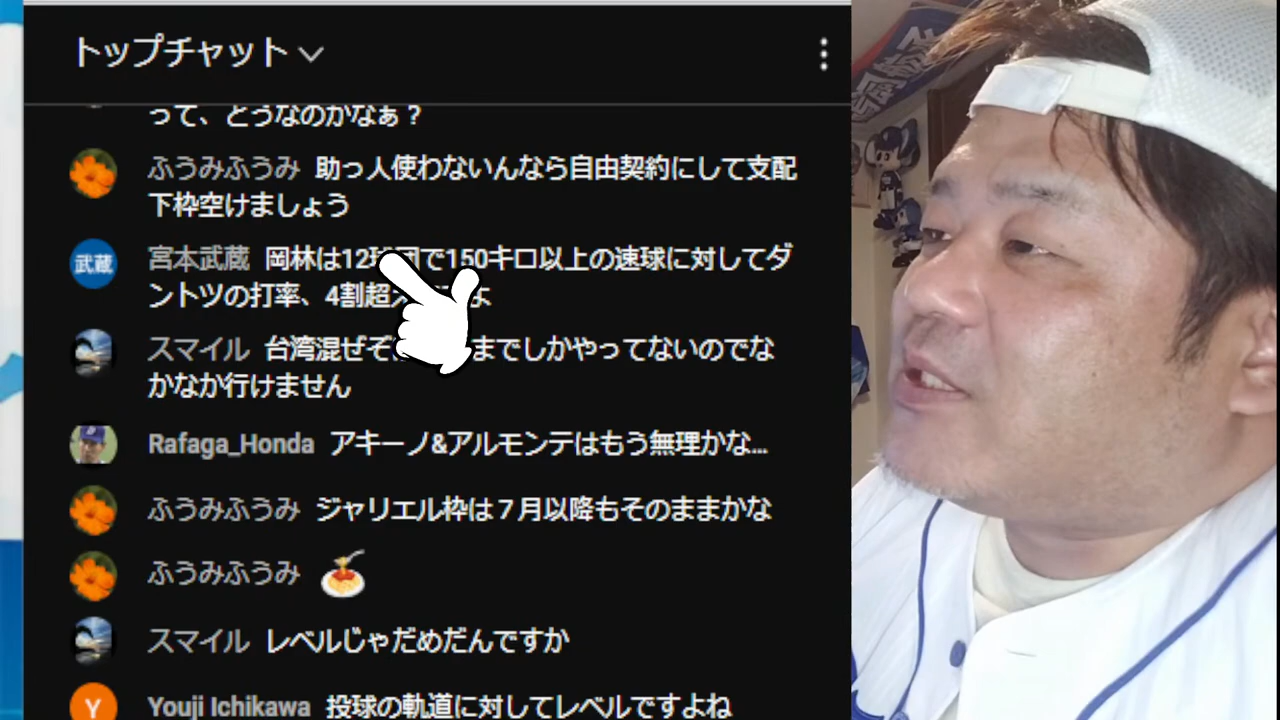 トップチャット
って、どうなのかなぁ？
ふうみふうみ 助っ人使わないんなら自由契約にして支配
下枠空けましょう
武蔵 宮本武蔵 岡林は12球団で150キロ以上の速球に対してダ
ントツの打率、4割超え よ
スマイル 台湾混ぜそ までしかやってないのでな
かなか行けません
Rafaga_Honda アキーノ&アルモンテはもう無理かな...
ふうみふうみ ジャリエル枠は７月以降もそのままかな
ふうみふうみ
スマイル レベルじゃだめだんですか
Y Youji Ichikawa 投球の軌道に対してレベルですよね